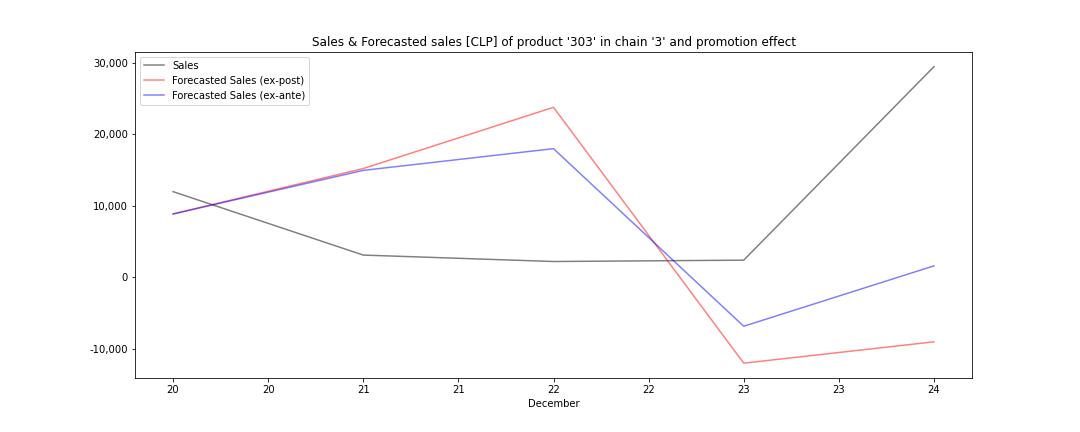 Sales & Forecasted sales [CLP] of product '303' in chain '3' and promotion effect
Sales
Forecasted Sales (ex-post)
Forecasted Sales (ex-ante)
30,000
20,000
10,000
0
-10,000
20 20 21 21 22 22 23 23 24
December